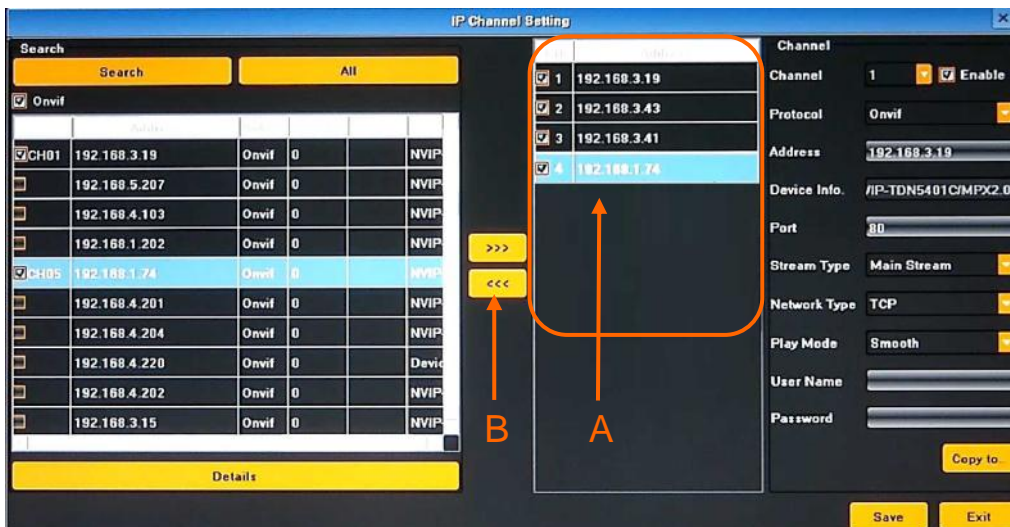 IP Channel Setting
Search
Search All
Onvif
CH01 192.168.3.19 Onvif 0 NVIP-
192.168.5.207 Onvif 0 NVIP-
192.168.4.103 Onvif 0 NVIP-
192.168.1.202 Onvif 0 NVIP-
CH05 192.168.1.74 Onvif 0 NVIP-
192.168.4.201 Onvif 0 NVIP-
192.168.4.204 Onvif 0 NVIP-
192.168.4.220 Onvif 0 Devic
192.168.4.202 Onvif 0 NVIP-
192.168.3.15 Onvif 0 NVIP-
Details
>>>
<<<
B
1 192.168.3.19
2 192.168.3.43
3 192.168.3.41
4 192.168.1.74
A
Channel
Channel 1 Enable
Protocol Onvif
Address 192.168.3.19
Device Info. /IP-TDN5401C/MPX2.0
Port 80
Stream Type Main Stream
Network Type TCP
Play Mode Smooth
User Name
Password
Copy to..
Save Exit